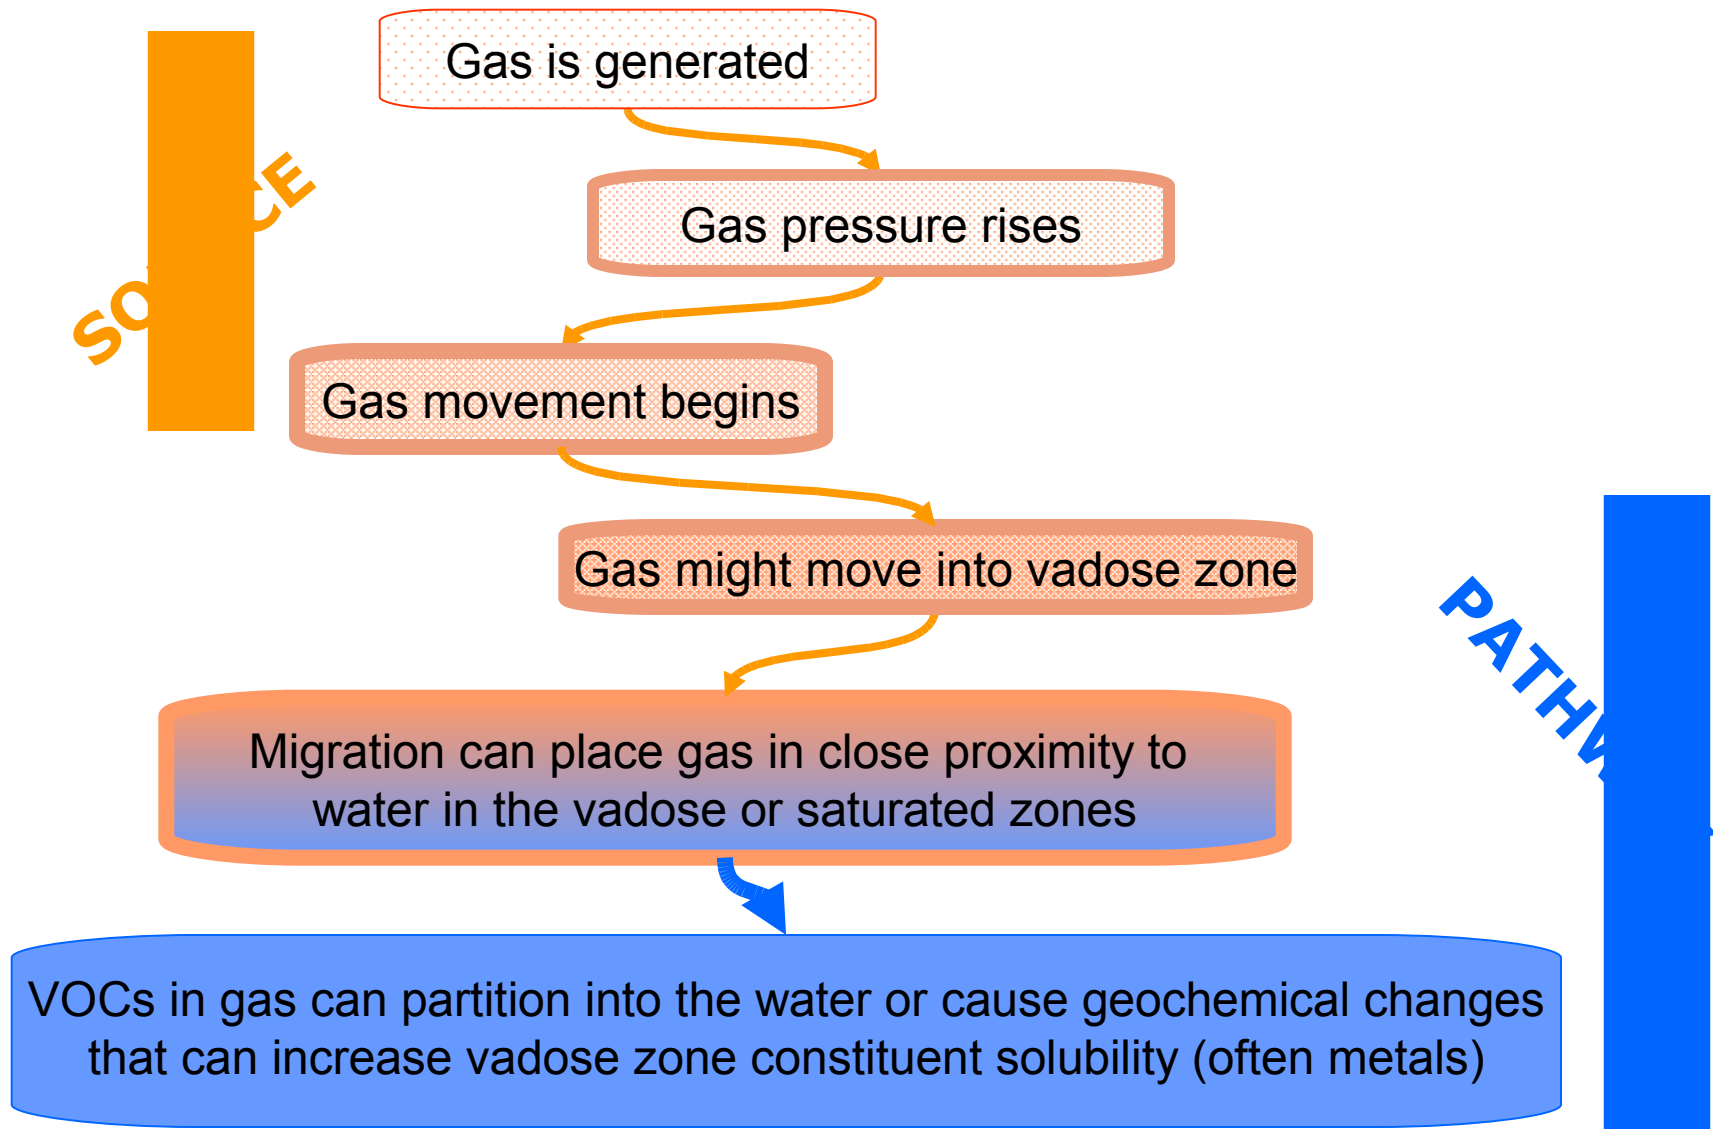 Gas is generated
Gas pressure rises
Gas movement begins
Gas might move into vadose zone
Migration can place gas in close proximity to
water in the vadose or saturated zones
VOCs in gas can partition into the water or cause geochemical changes
that can increase vadose zone constituent solubility (often metals)